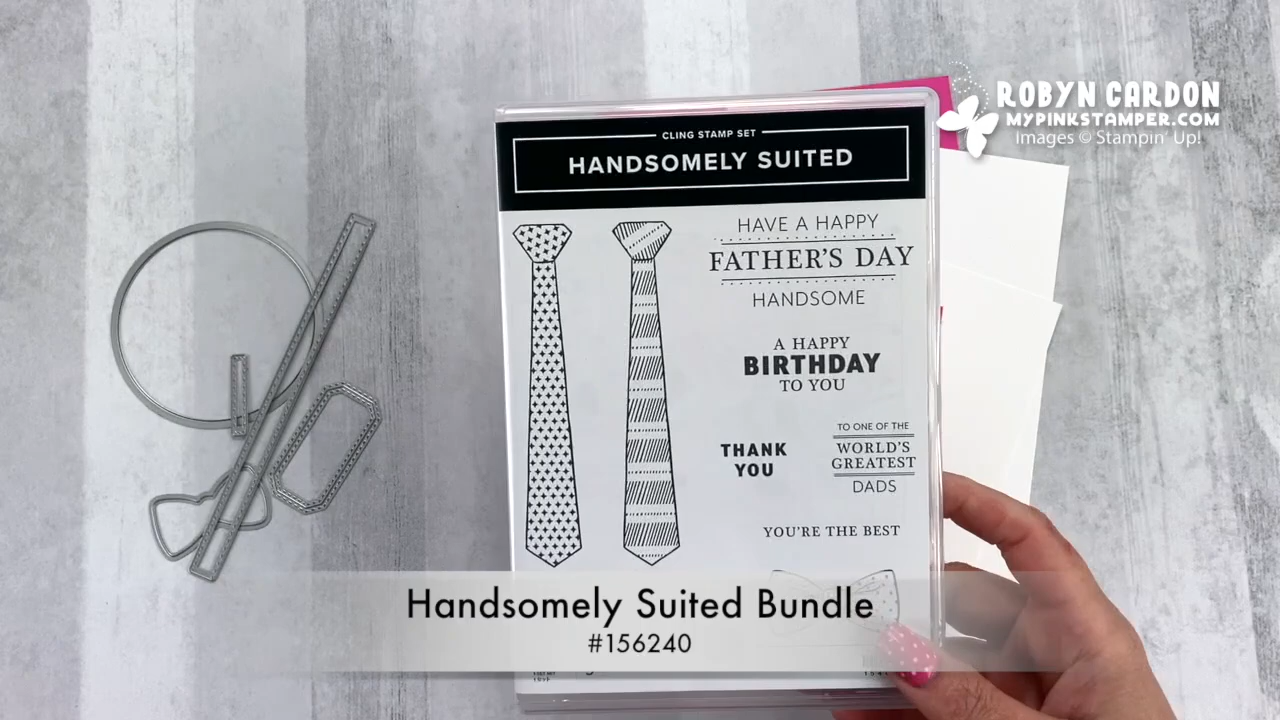 ROBYN CARDON
MYPINKSTAMPER.COM
Images © Stampin' Up!
CLING STAMP SET
HANDSOMELY SUITED
HAVE A HAPPY
FATHER'S DAY
HANDSOME
A HAPPY
BIRTHDAY
TO YOU
THANK
YOU
TO ONE OF THE
WORLD'S
GREATEST
DADS
YOU'RE THE BEST
Handsomely Suited Bundle
#156240